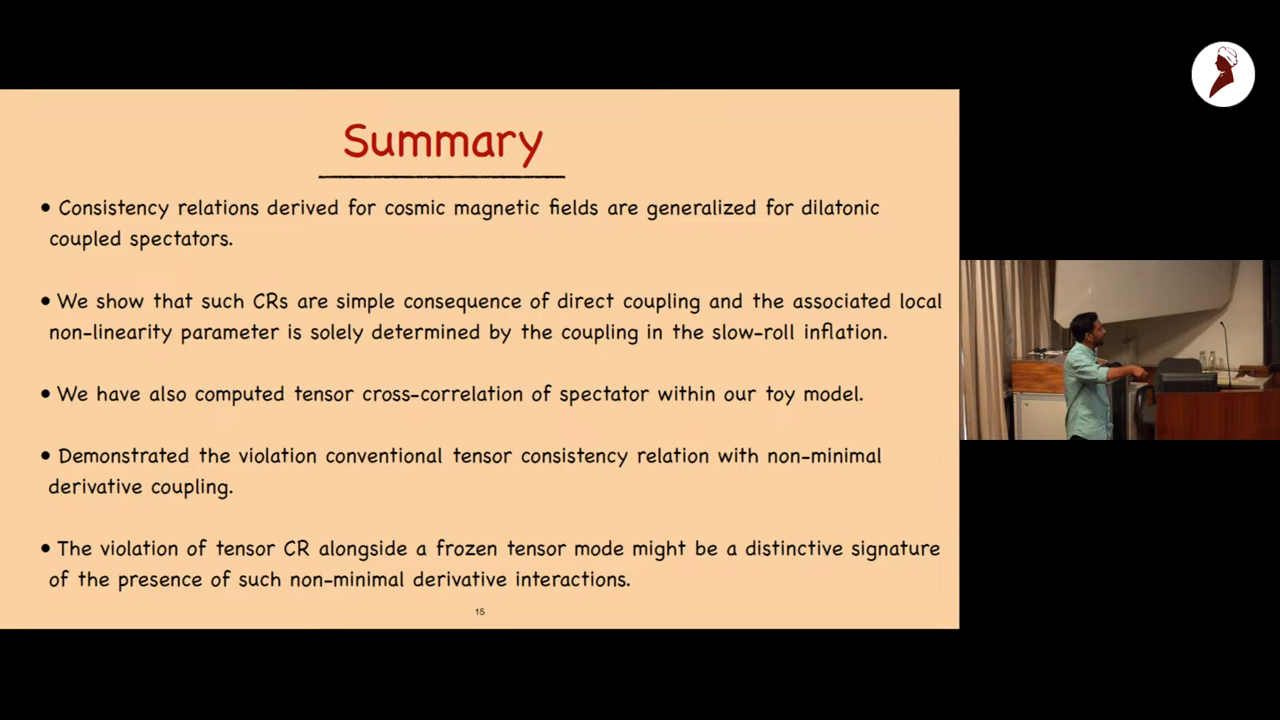 Summary
• Consistency relations derived for cosmic magnetic fields are generalized for dilatonic
coupled spectators.
• We show that such CRs are simple consequence of direct coupling and the associated local
non-linearity parameter is solely determined by the coupling in the slow-roll inflation.
• We have also computed tensor cross-correlation of spectator within our toy model.
• Demonstrated the violation conventional tensor consistency relation with non-minimal
derivative coupling.
• The violation of tensor CR alongside a frozen tensor mode might be a distinctive signature
of the presence of such non-minimal derivative interactions.
15